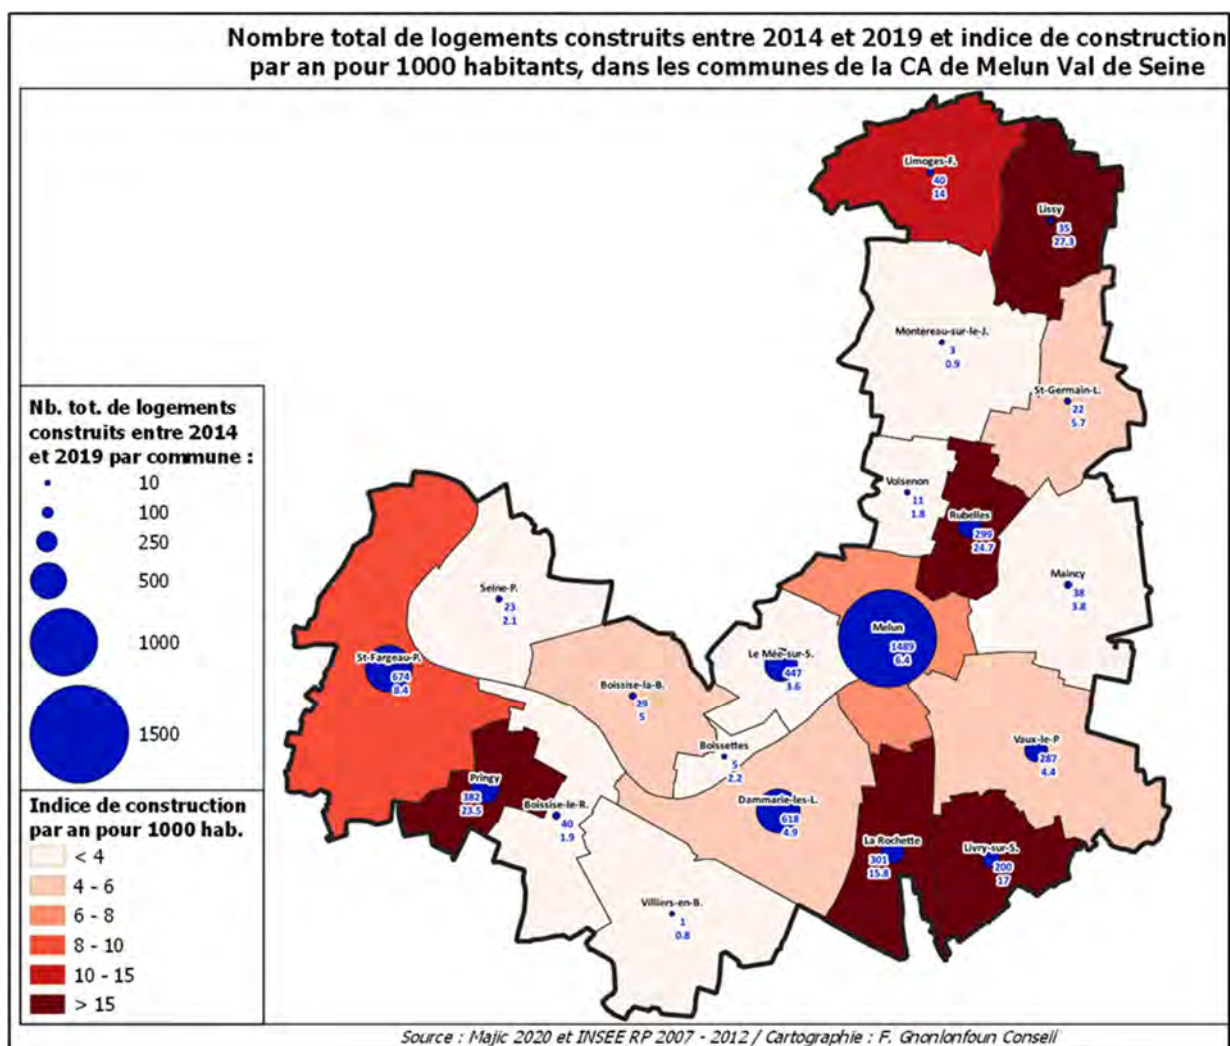 Nombre total de logements construits entre 2014 et 2019 et indice de construction
par an pour 1000 habitants, dans les communes de la CA de Melun Val de Seine
Limoges-F.
40
14
Lissy
35
27.3
Montereau-sur-le-J.
3
0.9
St-Germain-L.
22
5.7
Voisenon
11
1.8
Rubelles
299
24.7
Maincy
38
3.8
Melun
1489
6.4
Le Mée-sur-S.
447
3.6
Seine-P.
23
2.1
St-Fargeau-P.
674
8.4
Boissise-la-B.
29
5
Boissettes
5
2.2
Vaux-le-P
287
4.4
Pringy
382
23.5
Boissise-le-R.
40
1.9
Dammarie-les-L.
618
4.9
La Rochette
301
15.8
Livry-sur-S.
200
17
Villiers-en-B.
1
0.8
Nb. tot. de logements
construits entre 2014
et 2019 par commune :
10
100
250
500
1000
1500
Indice de construction
par an pour 1000 hab.
< 4
4 - 6
6 - 8
8 - 10
10 - 15
> 15
Source : Majic 2020 et INSEE RP 2007 - 2012 / Cartographie : F. Gnonlonfoun Conseil